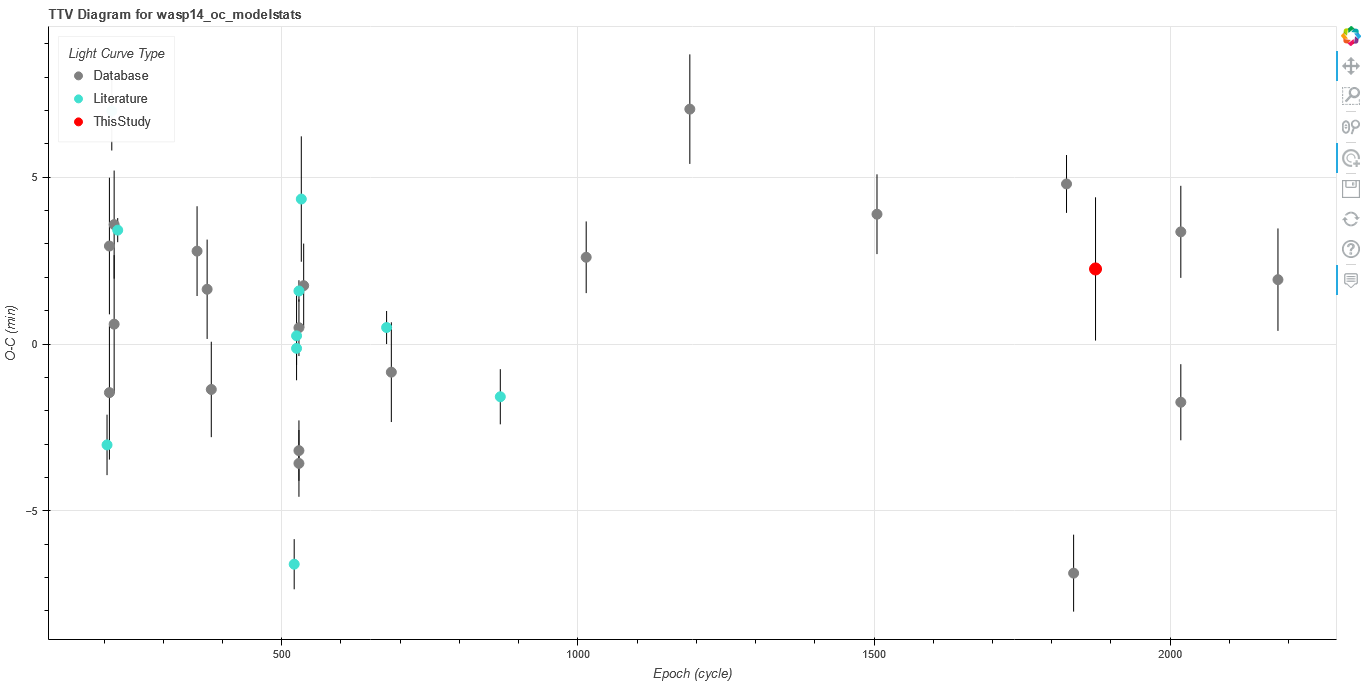 TTV Diagram for wasp14_oc_modelstats
Light Curve Type
Database
Literature
ThisStudy
5
0
−5
O-C (min)
500
1000
1500
2000
Epoch (cycle)